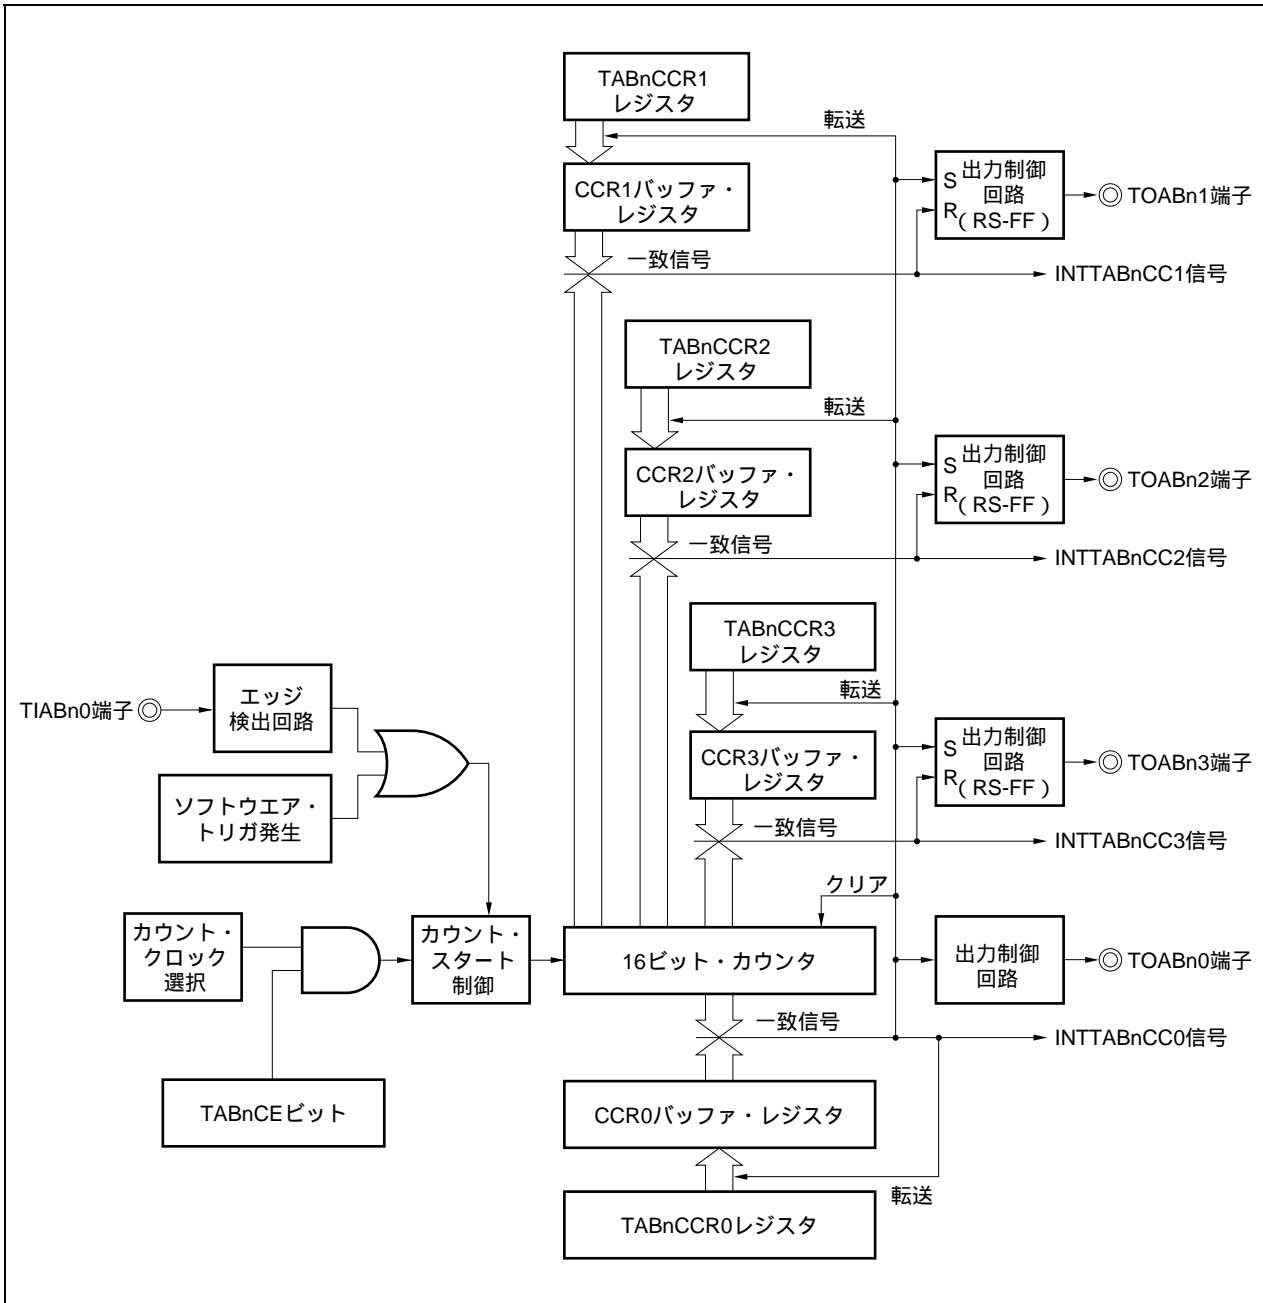 TABnCCR1
レジスタ
転送
CCR1バッファ・
レジスタ
S 出力制御
回路
R ( RS-FF )
TOABn1端子
一致信号
INTTABnCC1信号
TABnCCR2
レジスタ
転送
CCR2バッファ・
レジスタ
S 出力制御
回路
R ( RS-FF )
TOABn2端子
一致信号
INTTABnCC2信号
TABnCCR3
レジスタ
転送
TIABn0端子
エッジ
検出回路
CCR3バッファ・
レジスタ
S 出力制御
回路
R ( RS-FF )
TOABn3端子
ソフトウエア・
トリガ発生
一致信号
INTTABnCC3信号
クリア
カウント・
クロック
選択
カウント・
スタート
制御
16ビット・カウンタ
出力制御
回路
TOABn0端子
一致信号
INTTABnCC0信号
TABnCEビット
CCR0バッファ・レジスタ
転送
TABnCCR0レジスタ